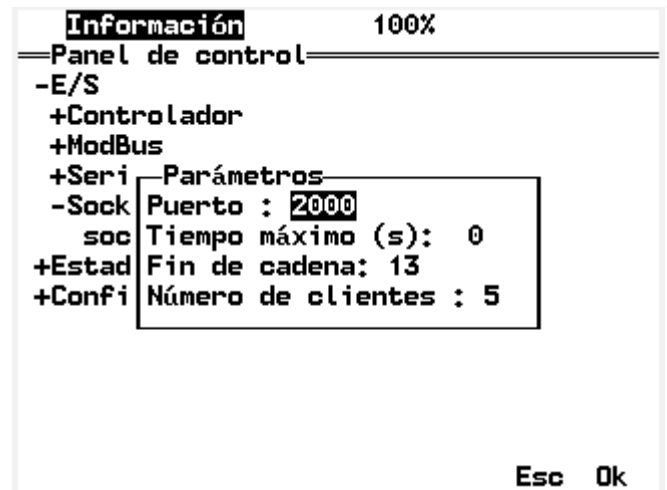 Información 100%
Panel de control
-E/S
+Controlador
+ModBus
+Seri Parámetros
-Sock Puerto : 2000
soc Tiempo máximo (s): 0
+Estad Fin de cadena: 13
+Confi Número de clientes : 5
Esc Ok